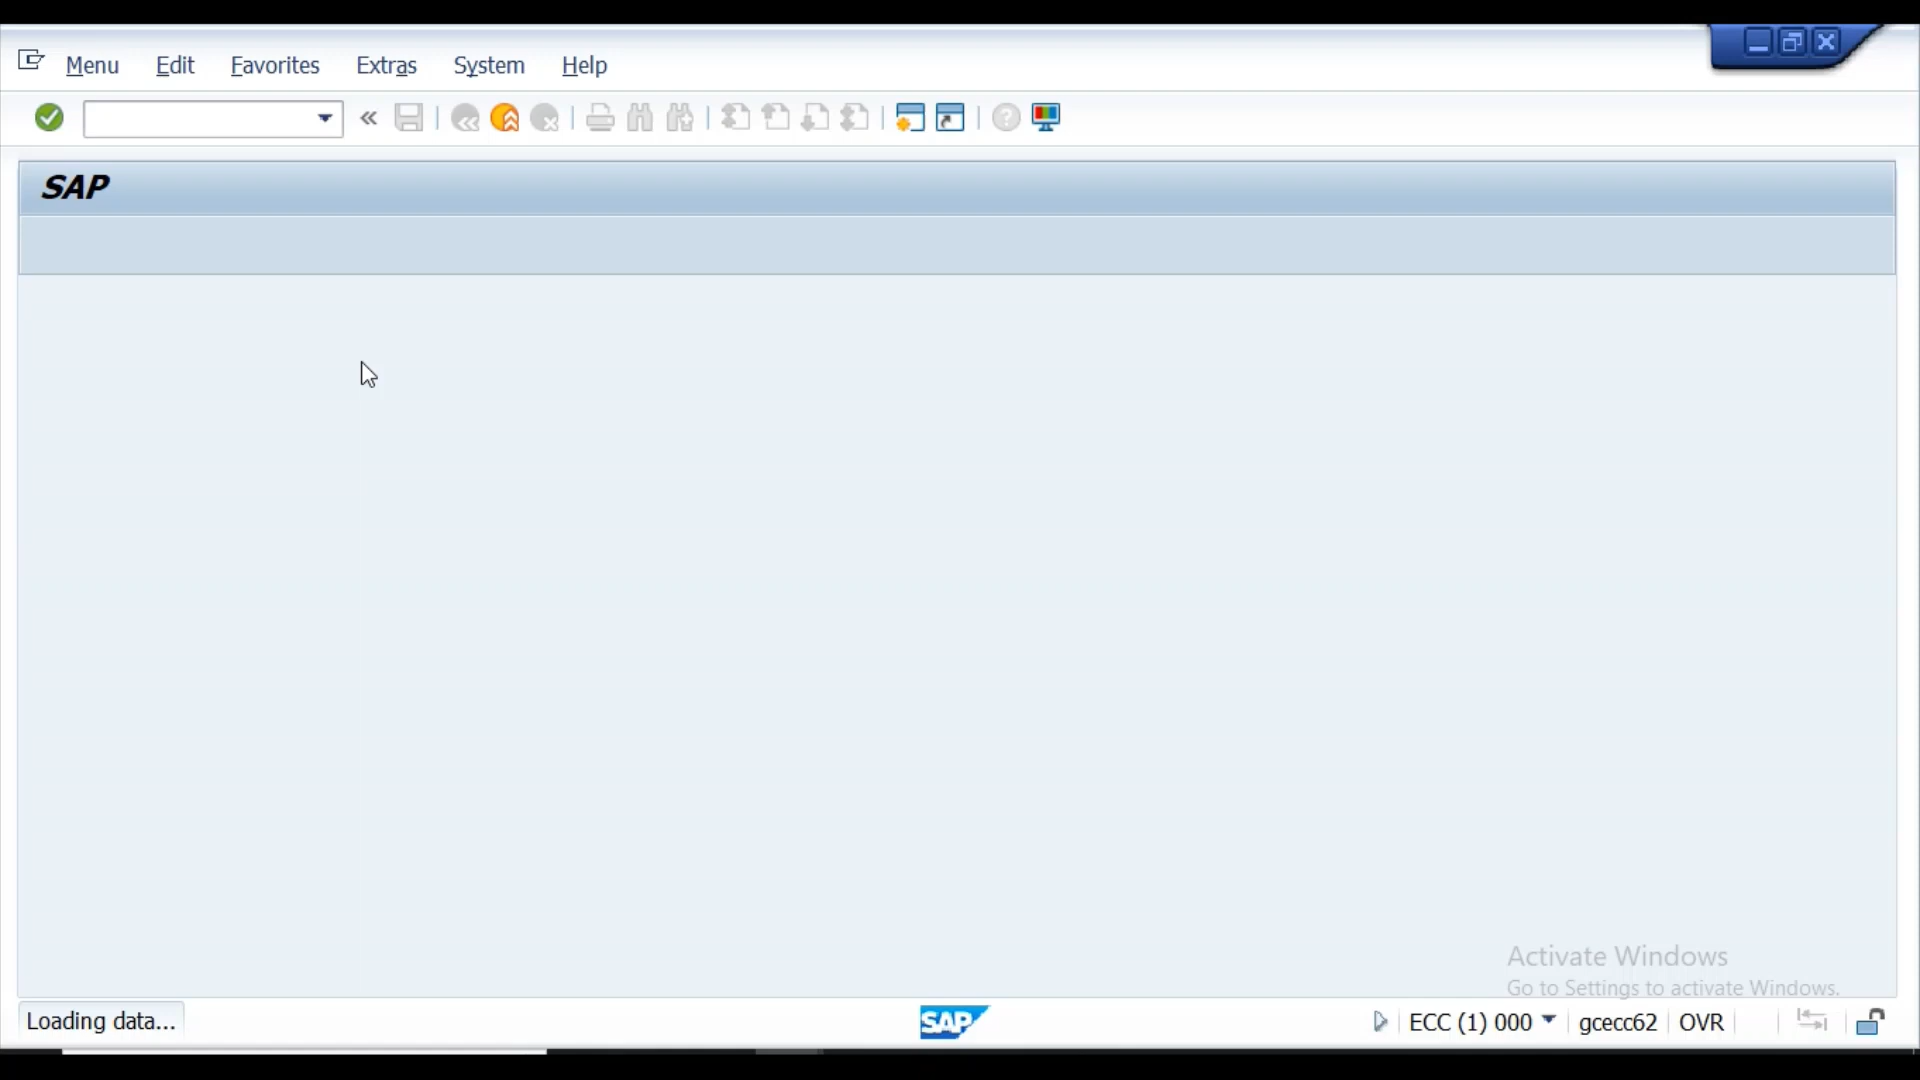 Menu Edit Favorites Extras System Help
SAP
Activate Windows
Go to Settings to activate Windows.
Loading data... SAP ECC (1) 000 gcecc62 OVR